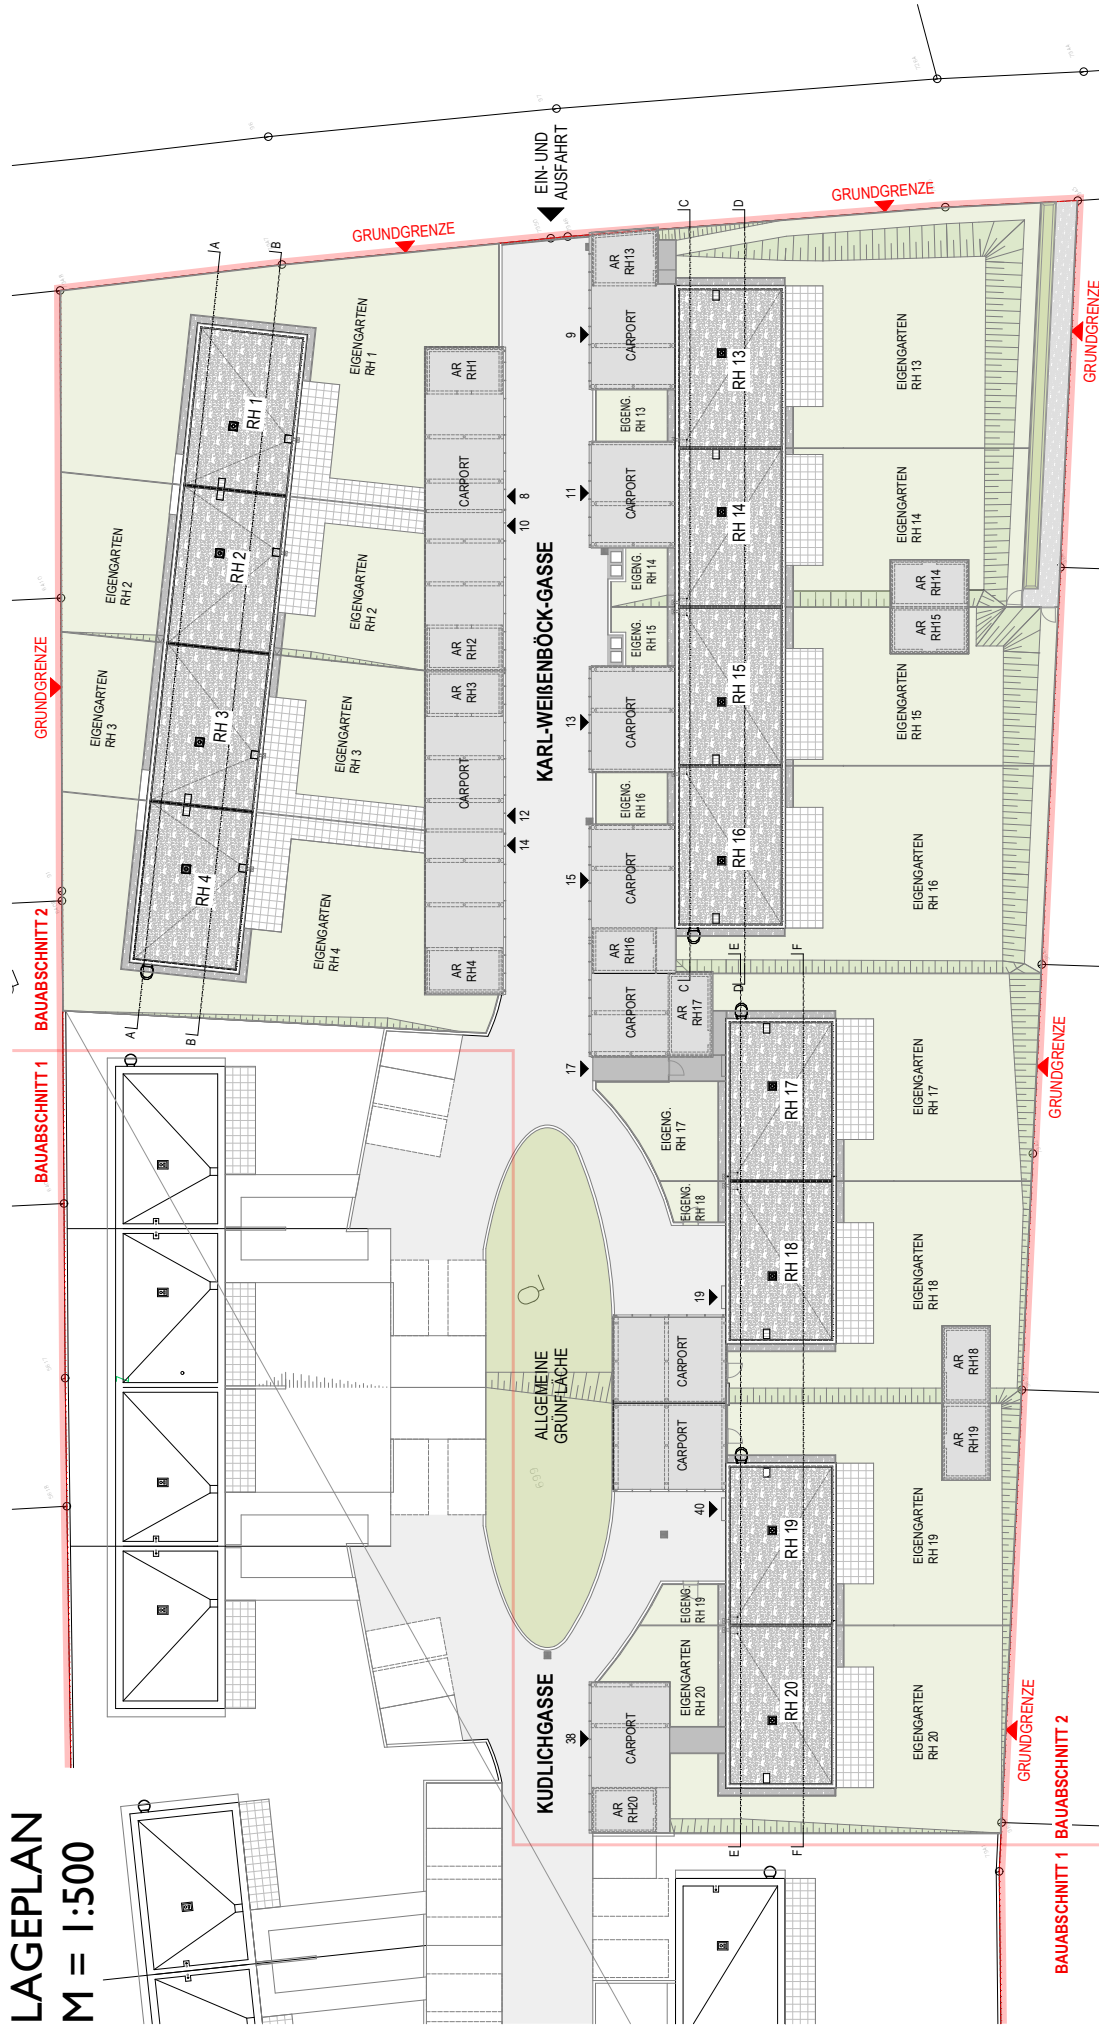 LAGEPLAN
M = 1:500
EIN- UND
AUSFAHRT
GRUNDGRENZE
GRUNDGRENZE
GRUNDGRENZE
GRUNDGRENZE
GRUNDGRENZE
GRUNDGRENZE
BAUABSCHNITT 2
BAUABSCHNITT 1
BAUABSCHNITT 1
BAUABSCHNITT 2
KARL-WEIßENBÖCK-GASSE
KUDLICHGASSE
ALLGEMEINE
GRÜNFLÄCHE
699
A
B
A
B
C
D
C
D
E
F
E
F
RH 1
RH 2
RH 3
RH 4
EIGENGARTEN
RH 1
EIGENGARTEN
RH 2
EIGENGARTEN
RH 2
EIGENGARTEN
RH 3
EIGENGARTEN
RH 3
EIGENGARTEN
RH 4
AR
RH1
CARPORT
AR
RH2
AR
RH3
CARPORT
AR
RH4
8
10
12
14
9
11
13
15
17
19
40
38
AR
RH13
CARPORT
EIGENG.
RH 13
CARPORT
EIGENG.
RH 14
EIGENG.
RH 15
CARPORT
EIGENG.
RH 16
CARPORT
AR
RH16
CARPORT
AR
RH17
RH 13
RH 14
RH 15
RH 16
EIGENGARTEN
RH 13
EIGENGARTEN
RH 14
AR
RH14
AR
RH15
EIGENGARTEN
RH 15
EIGENGARTEN
RH 16
EIGENG.
RH 17
EIGENG.
RH 18
RH 17
RH 18
EIGENGARTEN
RH 17
EIGENGARTEN
RH 18
CARPORT
CARPORT
AR
RH18
AR
RH19
RH 19
RH 20
EIGENG.
RH 19
EIGENGARTEN
RH 20
EIGENGARTEN
RH 19
EIGENGARTEN
RH 20
CARPORT
AR
RH20